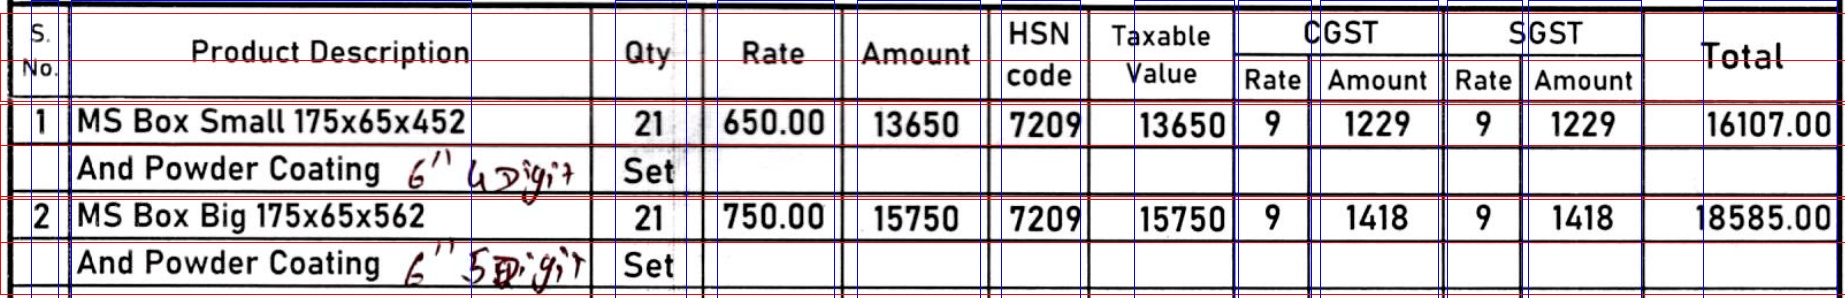 S. No. Product Description Qty Rate Amount HSN code Taxable Value CGST Rate Amount SGST Rate Amount Total
1 MS Box Small 175x65x452 21 650.00 13650 7209 13650 9 1229 9 1229 16107.00
And Powder Coating 6" 4 Digit Set
2 MS Box Big 175x65x562 21 750.00 15750 7209 15750 9 1418 9 1418 18585.00
And Powder Coating 6" 5 Digit Set